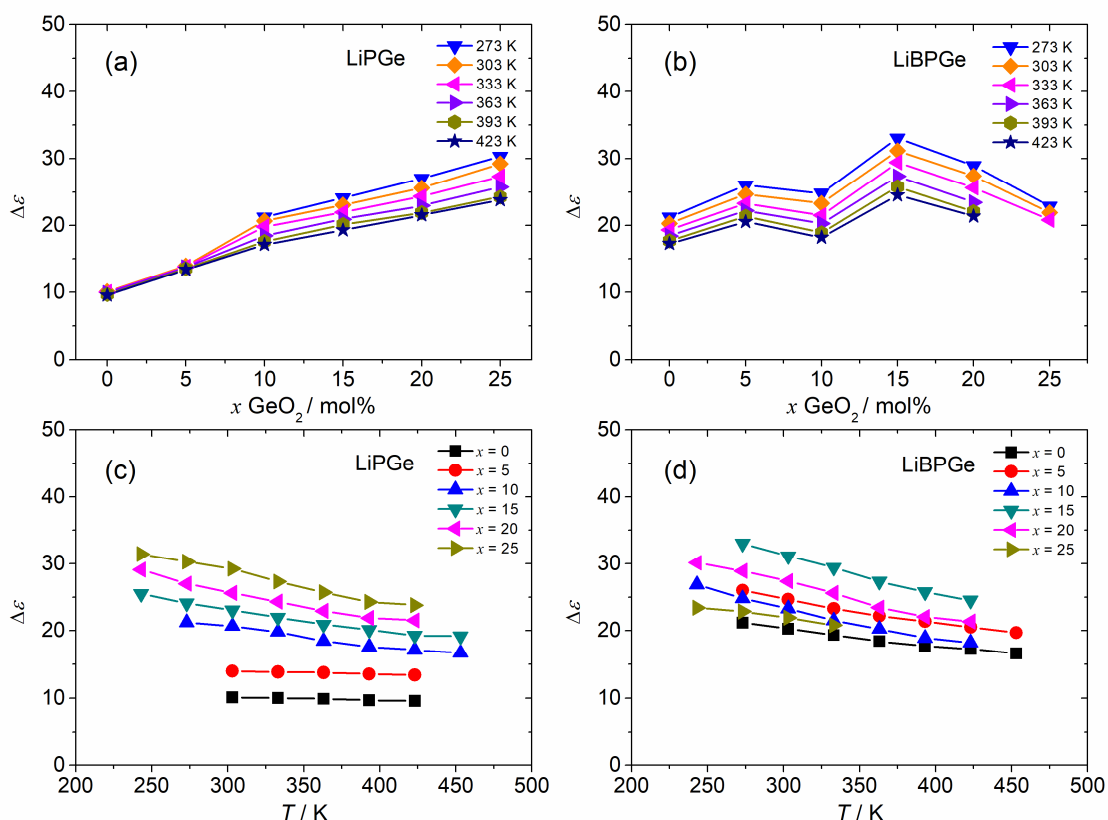 50
40
30
20
10
0
Δε
(a)
LiPGe
273 K
303 K
333 K
363 K
393 K
423 K
0 5 10 15 20 25
x GeO₂ / mol%
50
40
30
20
10
0
Δε
(b)
LiBPGe
273 K
303 K
333 K
363 K
393 K
423 K
0 5 10 15 20 25
x GeO₂ / mol%
50
40
30
20
10
0
Δε
(c)
LiPGe
x = 0
x = 5
x = 10
x = 15
x = 20
x = 25
200 250 300 350 400 450 500
T / K
50
40
30
20
10
0
Δε
(d)
LiBPGe
x = 0
x = 5
x = 10
x = 15
x = 20
x = 25
200 250 300 350 400 450 500
T / K